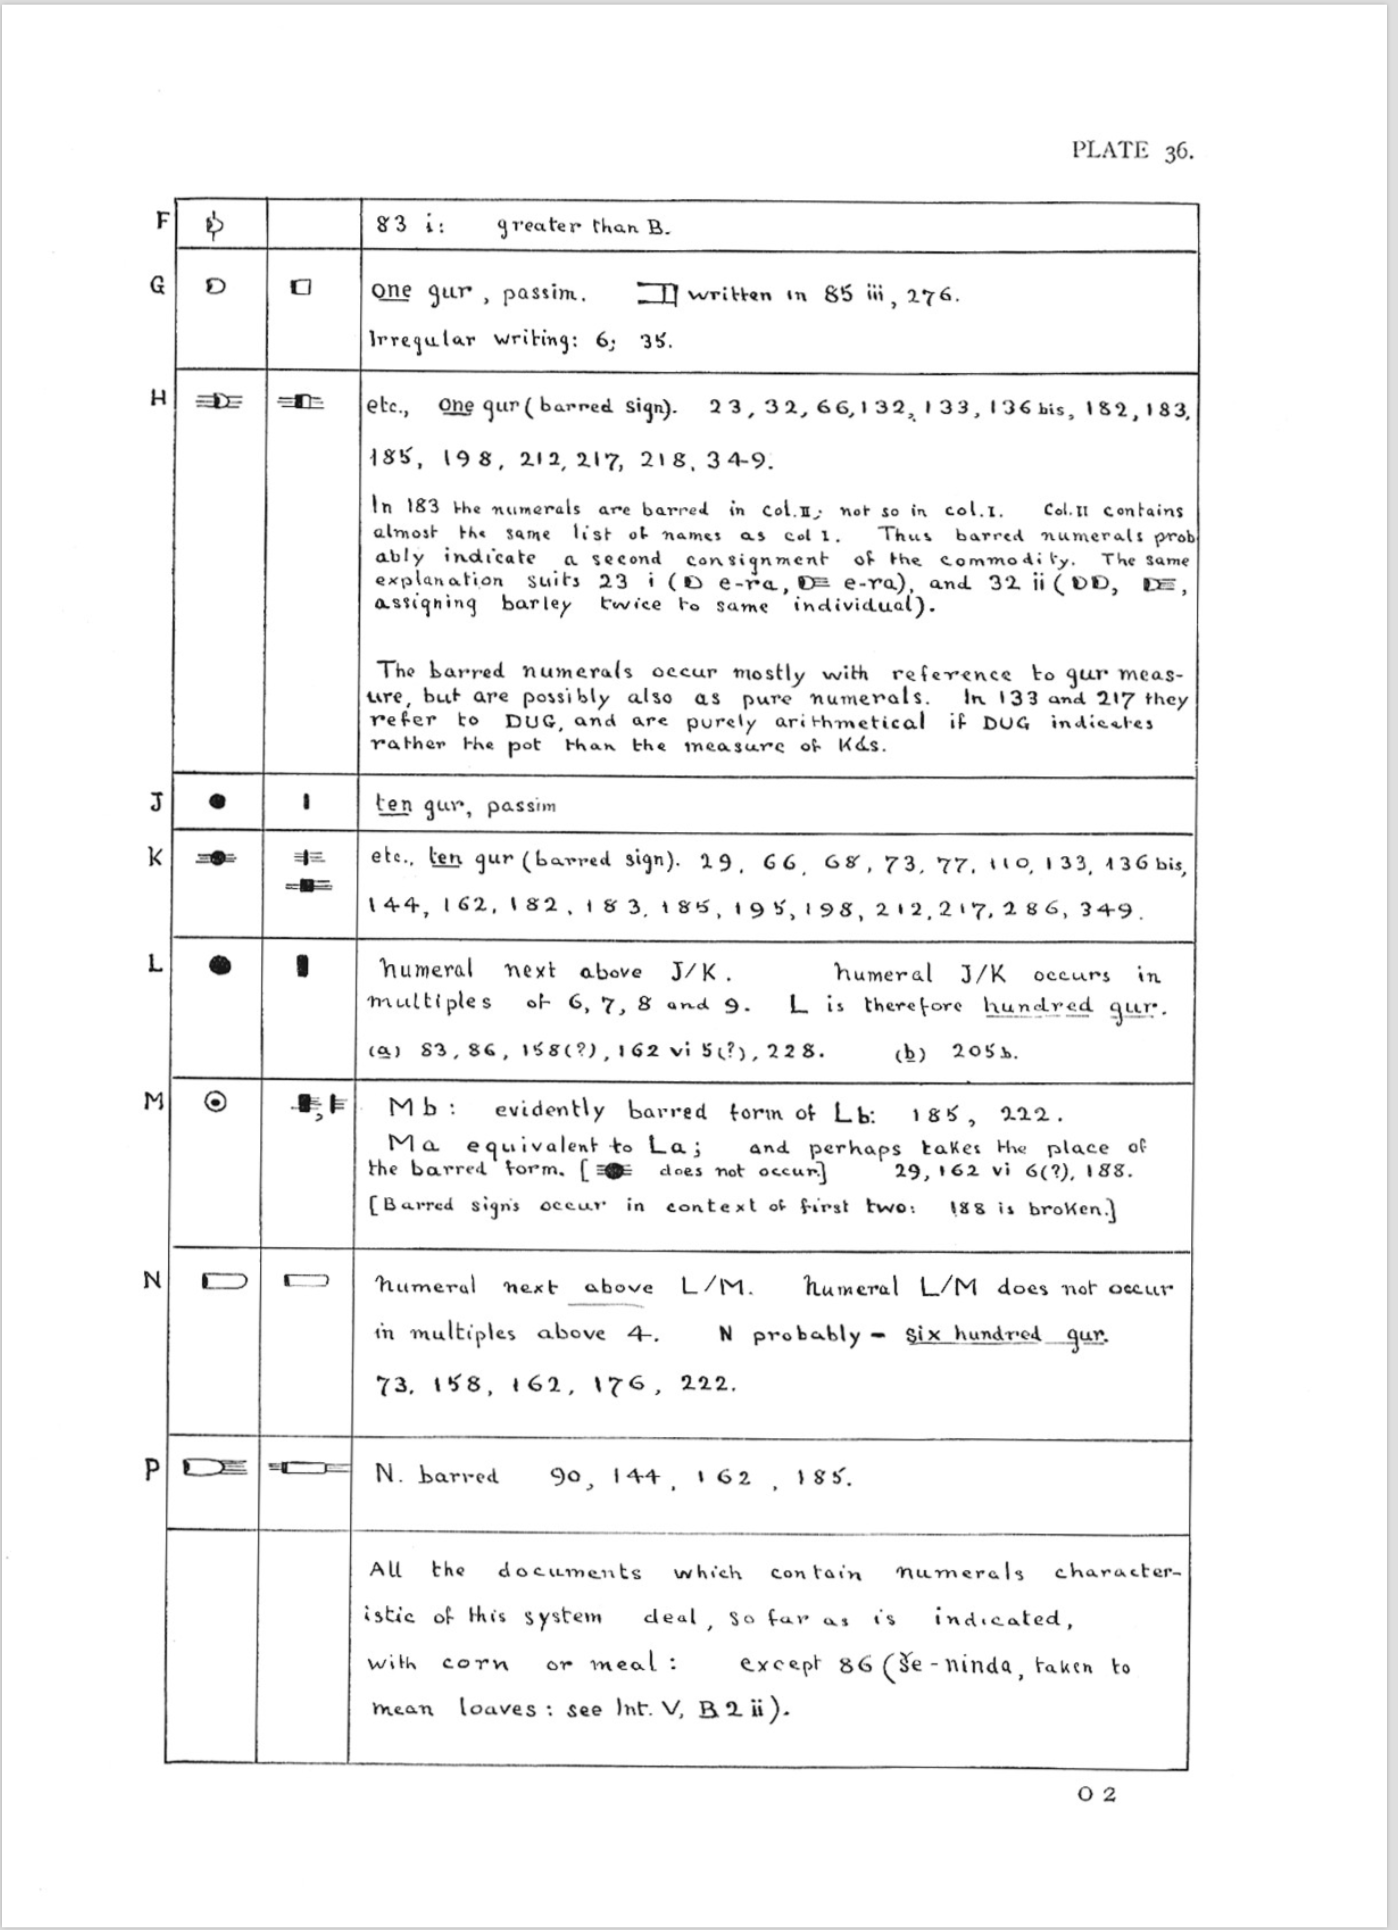 PLATE 36.
F
83 i: greater than B.
G
one gur, passim. written in 85 iii, 276.
Irregular writing: 6; 35.
H
etc., one gur (barred sign). 23, 32, 66, 132, 133, 136 bis, 182, 183,
185, 198, 212, 217, 218, 349.
In 183 the numerals are barred in col. II; not so in col. I. Col. II contains
almost the same list of names as col I. Thus barred numerals prob
ably indicate a second consignment of the commodity. The same
explanation suits 23 i (D e-ra, e-ra), and 32 ii (DD,
assigning barley twice to same individual).
The barred numerals occur mostly with reference to gur meas-
ure, but are possibly also as pure numerals. In 133 and 217 they
refer to DUG, and are purely arithmetical if DUG indicates
rather the pot than the measure of Kds.
J
ten gur, passim
K
etc., ten gur (barred sign). 29, 66, 68, 73, 77, 110, 133, 136 bis,
144, 162, 182, 183, 185, 195, 198, 212, 217, 286, 349.
L
numeral next above J/K. numeral J/K occurs in
multiples of 6, 7, 8 and 9. L is therefore hundred gur.
(a) 83, 86, 158(?), 162 vi 5(?), 228. (b) 205 b.
M
Mb: evidently barred form of Lb: 185, 222.
Ma equivalent to La; and perhaps takes the place of
the barred form. [ does not occur] 29, 162 vi 6(?), 188.
[Barred signs occur in context of first two: 188 is broken.]
N
numeral next above L/M. numeral L/M does not occur
in multiples above 4. N probably - six hundred gur.
73, 158, 162, 176, 222.
P
N. barred 90, 144, 162, 185.
All the documents which contain numerals character-
istic of this system deal, so far as is indicated,
with corn or meal: except 86 (še-ninda, taken to
mean loaves: see Int. V, B 2 ii).
O 2